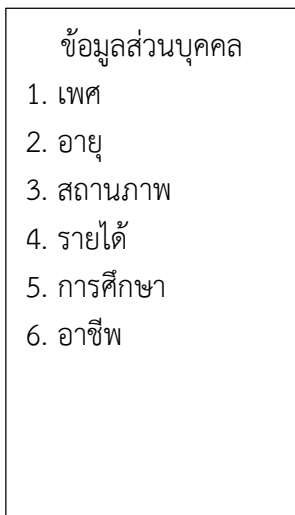 ข้อมูลส่วนบุคคล
1. เพศ
2. อายุ
3. สถานภาพ
4. รายได้
5. การศึกษา
6. อาชีพ